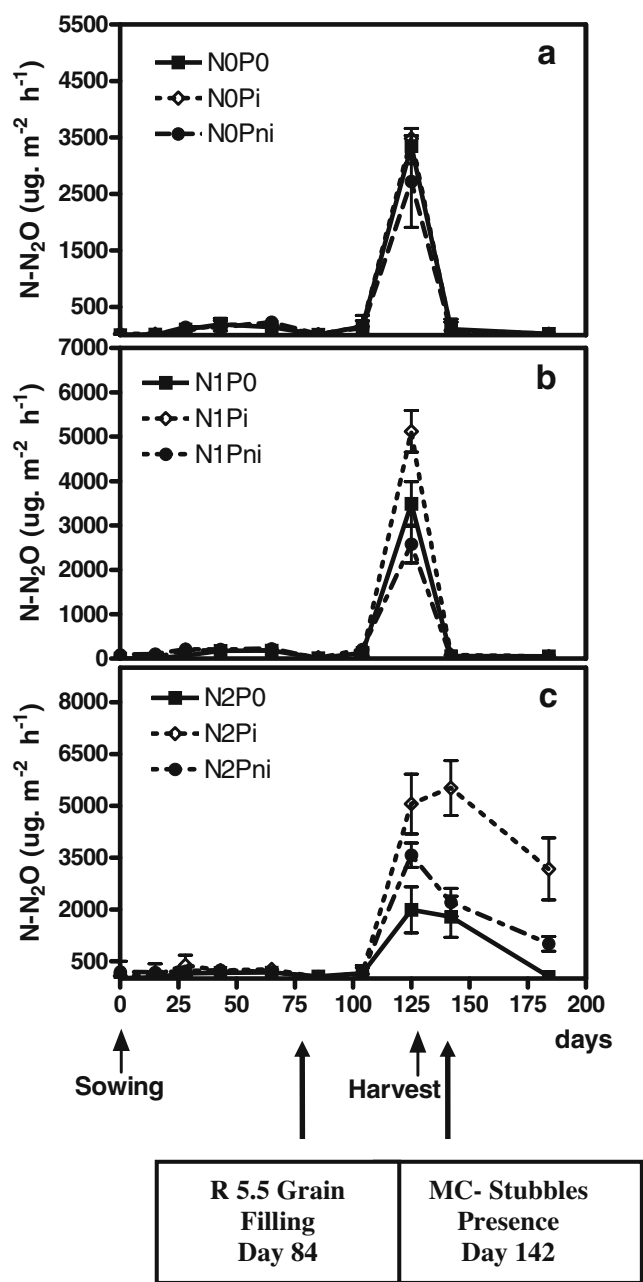 5500
4500
3500
2500
1500
500
N-N₂O (ug. m⁻² h⁻¹)
N0P0
N0Pi
N0Pni
a
7000
6000
5000
4000
3000
2000
1000
0
N-N₂O (ug. m⁻² h⁻¹)
N1P0
N1Pi
N1Pni
b
8000
6500
5000
3500
2000
500
N-N₂O (ug. m⁻² h⁻¹)
N2P0
N2Pi
N2Pni
c
0 25 50 75 100 125 150 175 200
days
Sowing
Harvest
R 5.5 Grain
Filling
Day 84
MC- Stubbles
Presence
Day 142